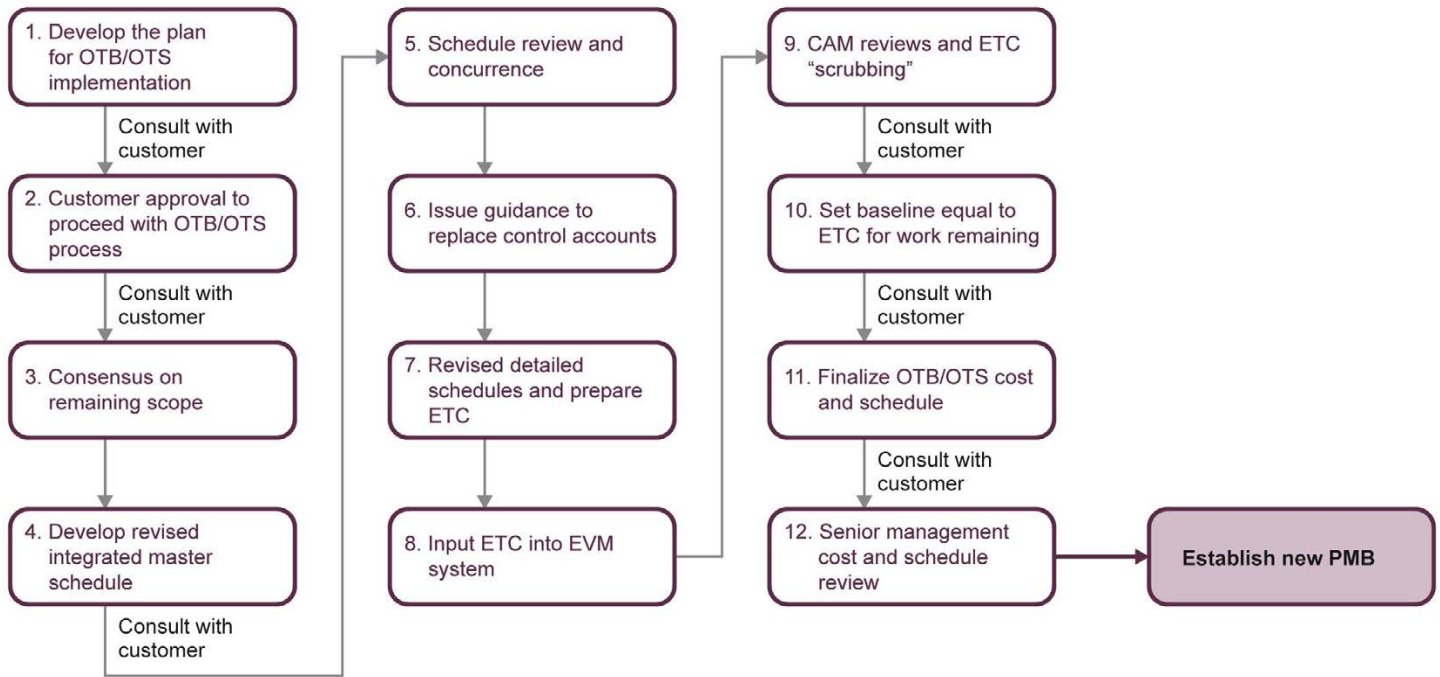 1. Develop the plan
for OTB/OTS
implementation
Consult with
customer
2. Customer approval to
proceed with OTB/OTS
process
Consult with
customer
3. Consensus on
remaining scope
4. Develop revised
integrated master
schedule
Consult with
customer
5. Schedule review and
concurrence
6. Issue guidance to
replace control accounts
7. Revised detailed
schedules and prepare
ETC
8. Input ETC into EVM
system
9. CAM reviews and ETC
“scrubbing”
Consult with
customer
10. Set baseline equal to
ETC for work remaining
Consult with
customer
11. Finalize OTB/OTS cost
and schedule
Consult with
customer
12. Senior management
cost and schedule
review
Establish new PMB